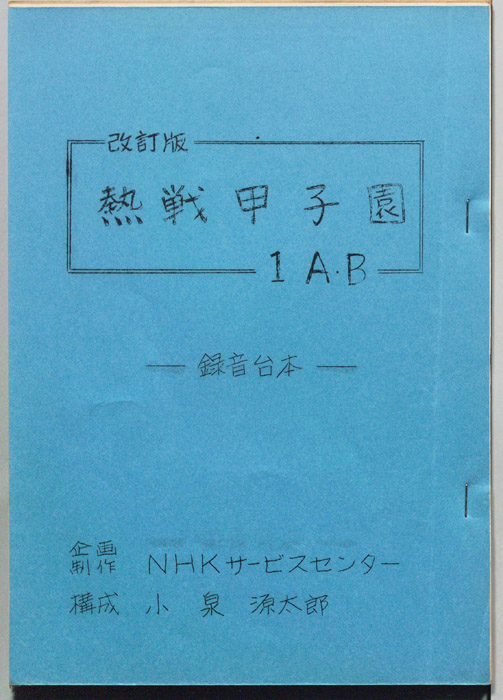 改訂版
熱戦甲子園
1 A・B
― 録音台本 ―
企画
制作 NHKサービスセンター
構成 小泉 源太郎